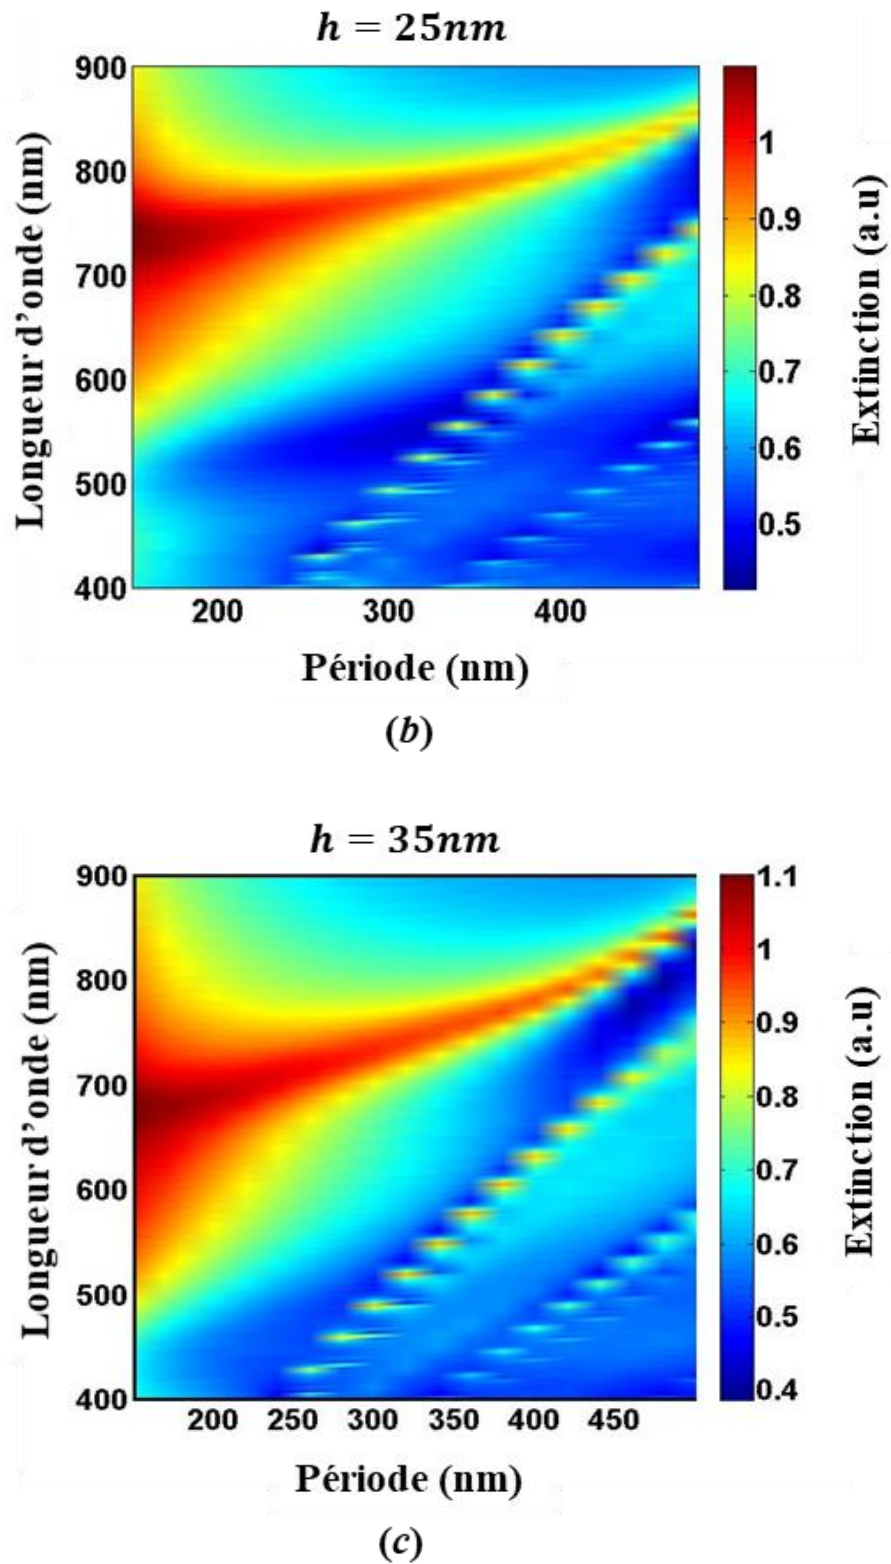 h = 25nm
900
800
700
600
500
400
Longueur d'onde (nm)
200 300 400
Période (nm)
1
0.9
0.8
0.7
0.6
0.5
Extinction (a.u)
(b)
h = 35nm
900
800
700
600
500
400
Longueur d'onde (nm)
200 250 300 350 400 450
Période (nm)
1.1
1
0.9
0.8
0.7
0.6
0.5
0.4
Extinction (a.u)
(c)